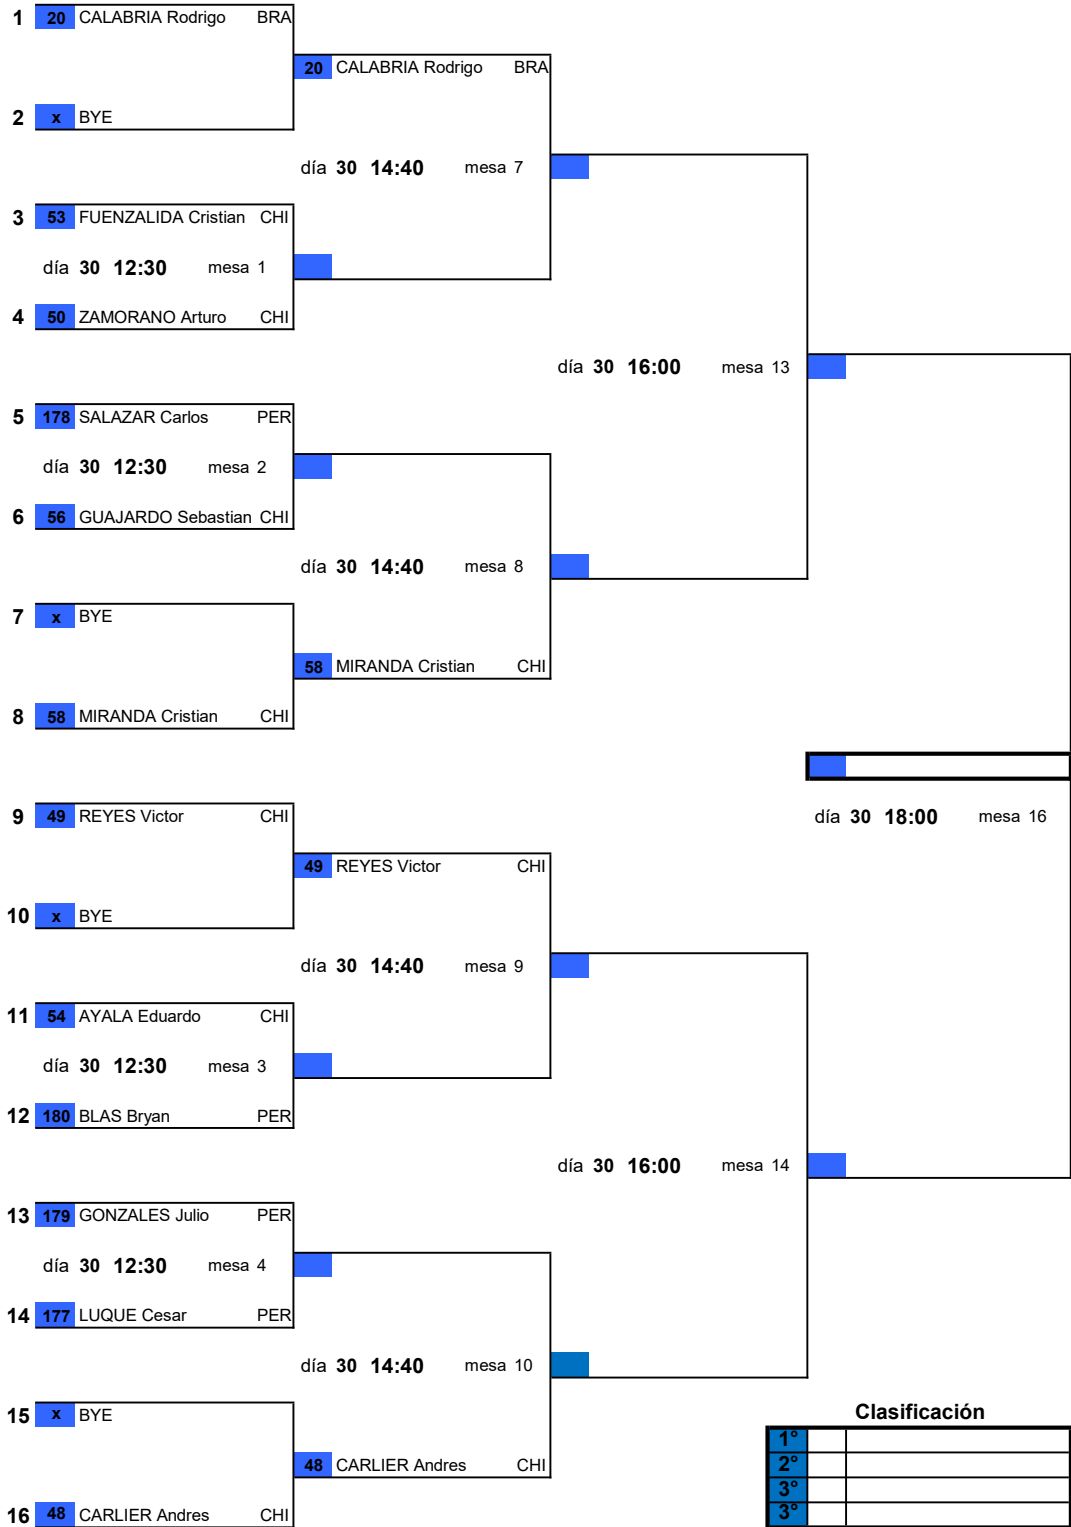 1 20 CALABRIA Rodrigo BRA
20 CALABRIA Rodrigo BRA
2 x BYE
día 30 14:40 mesa 7
3 53 FUENZALIDA Cristian CHI
día 30 12:30 mesa 1
4 50 ZAMORANO Arturo CHI
día 30 16:00 mesa 13
5 178 SALAZAR Carlos PER
día 30 12:30 mesa 2
6 56 GUAJARDO Sebastian CHI
día 30 14:40 mesa 8
7 x BYE
58 MIRANDA Cristian CHI
8 58 MIRANDA Cristian CHI
9 49 REYES Victor CHI
día 30 18:00 mesa 16
49 REYES Victor CHI
10 x BYE
día 30 14:40 mesa 9
11 54 AYALA Eduardo CHI
día 30 12:30 mesa 3
12 180 BLAS Bryan PER
día 30 16:00 mesa 14
13 179 GONZALES Julio PER
día 30 12:30 mesa 4
14 177 LUQUE Cesar PER
día 30 14:40 mesa 10
15 x BYE
Clasificación
1°
48 CARLIER Andres CHI
2°
3°
16 48 CARLIER Andres CHI
3°